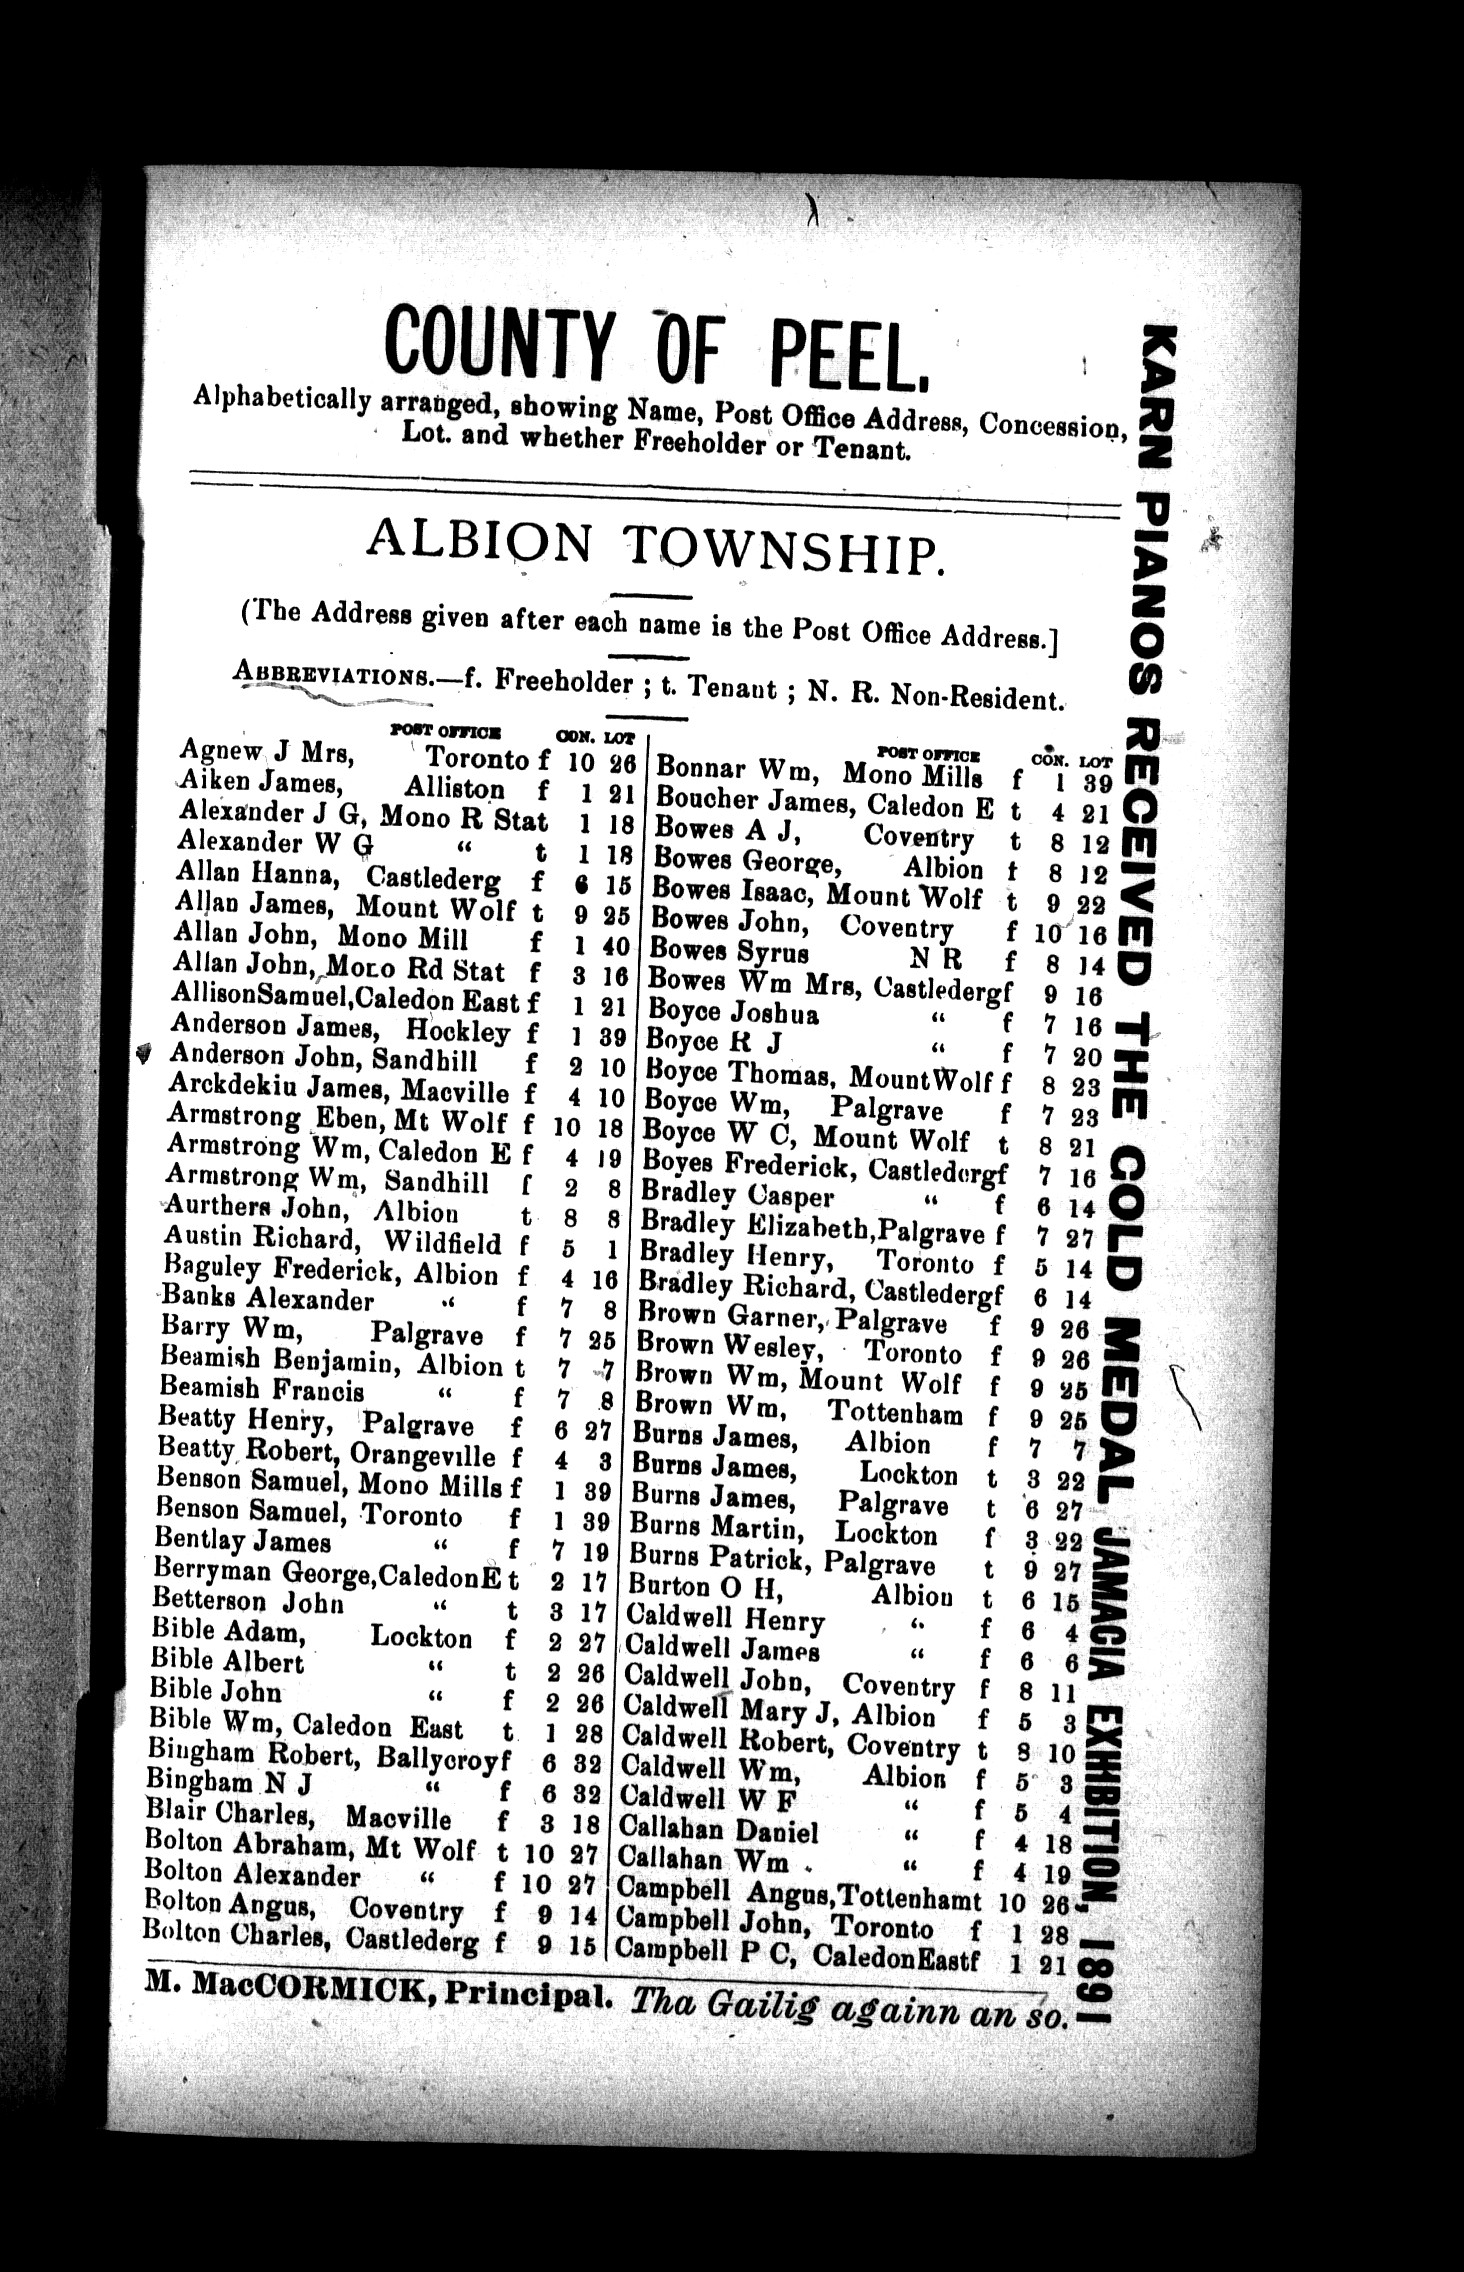 COUNTY OF PEEL.
Alphabetically arranged, showing Name, Post Office Address, Concession,
Lot. and whether Freeholder or Tenant.
ALBION TOWNSHIP.
(The Address given after each name is the Post Office Address.]
ABBREVIATIONS.—f. Freeholder ; t. Tenant ; N. R. Non-Resident.
POST OFFICE CON. LOT
Agnew J Mrs, Toronto f 10 26
Aiken James, Alliston f 1 21
Alexander J G, Mono R Stat 1 18
Alexander W G “ t 1 18
Allan Hanna, Castlederg f 6 15
Allan James, Mount Wolf t 9 25
Allan John, Mono Mill f 1 40
Allan John, Mono Rd Stat f 3 16
AllisonSamuel,Caledon East f 1 21
Anderson James, Hockley f 1 39
Anderson John, Sandhill f 2 10
Arckdekin James, Macville f 4 10
Armstrong Eben, Mt Wolf f 10 18
Armstrong Wm, Caledon E f 4 19
Armstrong Wm, Sandhill f 2 8
Aurthers John, Albion t 8 8
Austin Richard, Wildfield f 5 1
Baguley Frederick, Albion f 4 16
Banks Alexander “ f 7 8
Barry Wm, Palgrave f 7 25
Beamish Benjamin, Albion t 7 7
Beamish Francis “ f 7 8
Beatty Henry, Palgrave f 6 27
Beatty Robert, Orangeville f 4 3
Benson Samuel, Mono Mills f 1 39
Benson Samuel, Toronto f 1 39
Bentlay James “ f 7 19
Berryman George,CaledonE t 2 17
Betterson John “ t 3 17
Bible Adam, Lockton f 2 27
Bible Albert “ t 2 26
Bible John “ f 2 26
Bible Wm, Caledon East t 1 28
Bingham Robert, Ballycroyf 6 32
Bingham N J “ f 6 32
Blair Charles, Macville f 3 18
Bolton Abraham, Mt Wolf t 10 27
Bolton Alexander “ f 10 27
Bolton Angus, Coventry f 9 14
Bolton Charles, Castlederg f 9 15
POST OFFICE CON. LOT
Bonnar Wm, Mono Mills f 1 39
Boucher James, Caledon E t 4 21
Bowes A J, Coventry t 8 12
Bowes George, Albion t 8 12
Bowes Isaac, Mount Wolf t 9 22
Bowes John, Coventry f 10 16
Bowes Syrus N R f 8 14
Bowes Wm Mrs, Castledergf 9 16
Boyce Joshua “ f 7 16
Boyce R J “ f 7 20
Boyce Thomas, MountWolf f 8 23
Boyce Wm, Palgrave f 7 23
Boyce W C, Mount Wolf t 8 21
Boyes Frederick, Castledergf 7 16
Bradley Casper “ f 6 14
Bradley Elizabeth,Palgrave f 7 27
Bradley Henry, Toronto f 5 14
Bradley Richard, Castledergf 6 14
Brown Garner, Palgrave f 9 26
Brown Wesley, Toronto f 9 26
Brown Wm, Mount Wolf f 9 25
Brown Wm, Tottenham f 9 25
Burns James, Albion f 7 7
Burns James, Lockton t 3 22
Burns James, Palgrave t 6 27
Burns Martin, Lockton f 3 22
Burns Patrick, Palgrave t 9 27
Burton O H, Albion t 6 15
Caldwell Henry “ f 6 4
Caldwell James “ f 6 6
Caldwell John, Coventry f 8 11
Caldwell Mary J, Albion f 5 3
Caldwell Robert, Coventry t 8 10
Caldwell Wm, Albion f 5 3
Caldwell W F “ f 5 4
Callahan Daniel “ f 4 18
Callahan Wm. “ f 4 19
Campbell Angus,Tottenhamt 10 26
Campbell John, Toronto f 1 28
Campbell P C, CaledonEastf 1 21
M. MacCORMICK, Principal. Tha Gailig againn an so.
KARN PIANOS RECEIVED THE GOLD MEDAL JAMACIA EXHIBITION, 1891